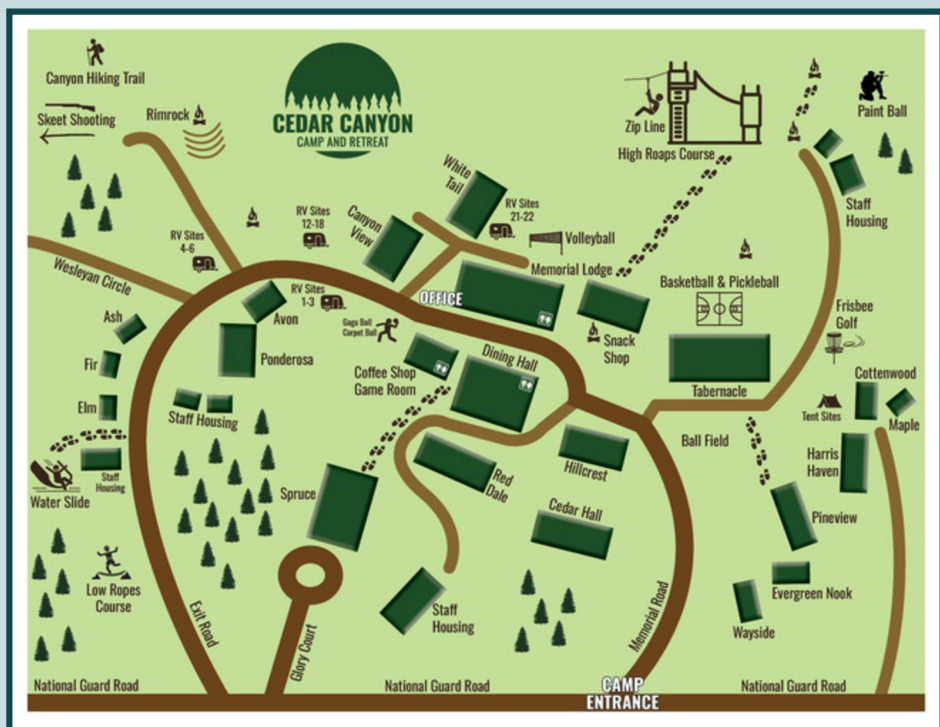 Canyon Hiking Trail
Skeet Shooting
Rimrock
CEDAR CANYON
CAMP AND RETREAT
Zip Line
High Roaps Course
Paint Ball
Staff
Housing
White
Tail
RV Sites
21-22
Canyon
View
RV Sites
12-18
Volleyball
RV Sites
4-6
Memorial Lodge
Wesleyan Circle
RV Sites
1-3
OFFICE
Basketball & Pickleball
Frisbee
Golf
Ash
Avon
Gaga Ball
Carpet Ball
Snack
Shop
Fir
Ponderosa
Coffee Shop
Game Room
Dining Hall
Tabernacle
Cottenwood
Elm
Staff Housing
Tent Sites
Maple
Ball Field
Hillcrest
Harris
Haven
Staff
Housing
Water Slide
Spruce
Red
Dale
Cedar Hall
Pineview
Low Ropes
Course
Evergreen Nook
Staff
Housing
Wayside
Exit Road
Glory Court
Memorial Road
National Guard Road
National Guard Road
CAMP
ENTRANCE
National Guard Road